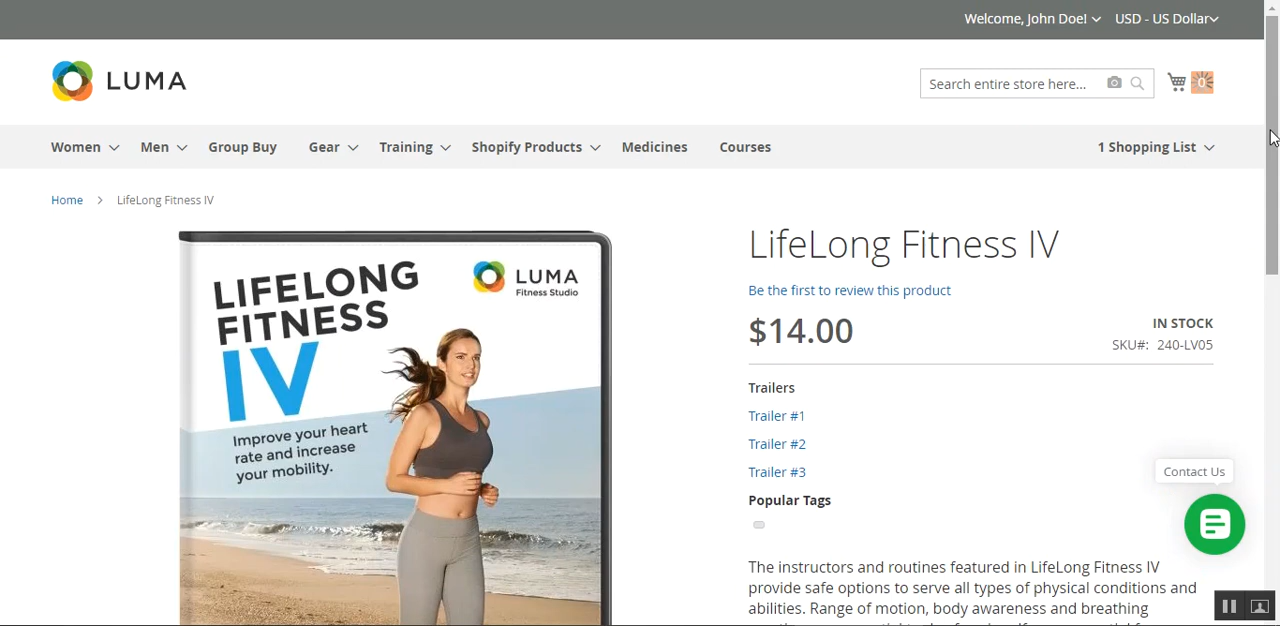 Welcome, John Doe! USD - US Dollar
LUMA
Search entire store here...
0
Women Men Group Buy Gear Training Shopify Products Medicines Courses 1 Shopping List
Home LifeLong Fitness IV
LIFELONG
FITNESS
IV
LUMA
Fitness Studio
Improve your heart
rate and increase
your mobility.
LifeLong Fitness IV
Be the first to review this product
$14.00
IN STOCK
SKU#: 240-LV05
Trailers
Trailer #1
Trailer #2
Trailer #3
Popular Tags
Contact Us
The instructors and routines featured in LifeLong Fitness IV
provide safe options to serve all types of physical conditions and
abilities. Range of motion, body awareness and breathing